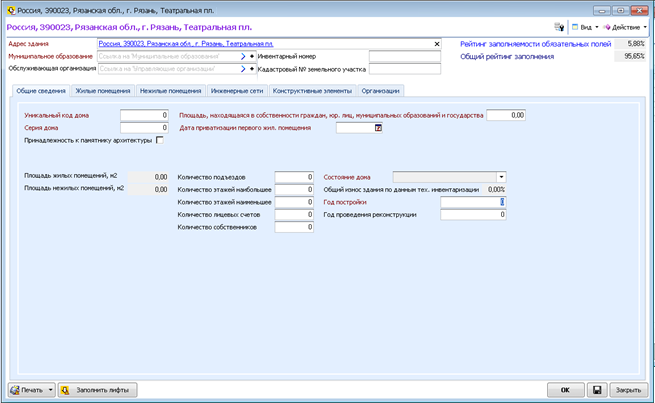 Россия, 390023, Рязанская обл., г. Рязань, Театральная пл.
Россия, 390023, Рязанская обл., г. Рязань, Театральная пл.
Вид
Действие
Адрес здания Россия, 390023, Рязанская обл., г. Рязань, Театральная пл. Рейтинг заполняемости обязательных полей 5,88%
Муниципальное образование Ссылка на 'Муниципальные образования' Инвентарный номер Общий рейтинг заполнения 95,65%
Обслуживающая организация Ссылка на 'Управляющие организации' Кадастровый № земельного участка
Общие сведения Жилые помещения Нежилые помещения Инженерные сети Конструктивные элементы Организации
Уникальный код дома 0 Площадь, находящаяся в собственности граждан, юр. лиц, муниципальных образований и государства 0,00
Серия дома 0 Дата приватизации первого жил. помещения
Принадлежность к памятнику архитектуры
Площадь жилых помещений, м2 0,00 Количество подъездов 0 Состояние дома
Площадь нежилых помещений, м2 0,00 Количество этажей наибольшее 0 Общий износ здания по данным тех. инвентаризации 0,00%
Количество этажей наименьшее 0 Год постройки 0
Количество лицевых счетов 0 Год проведения реконструкции 0
Количество собственников 0
Печать Заполнить лифты ОК Закрыть